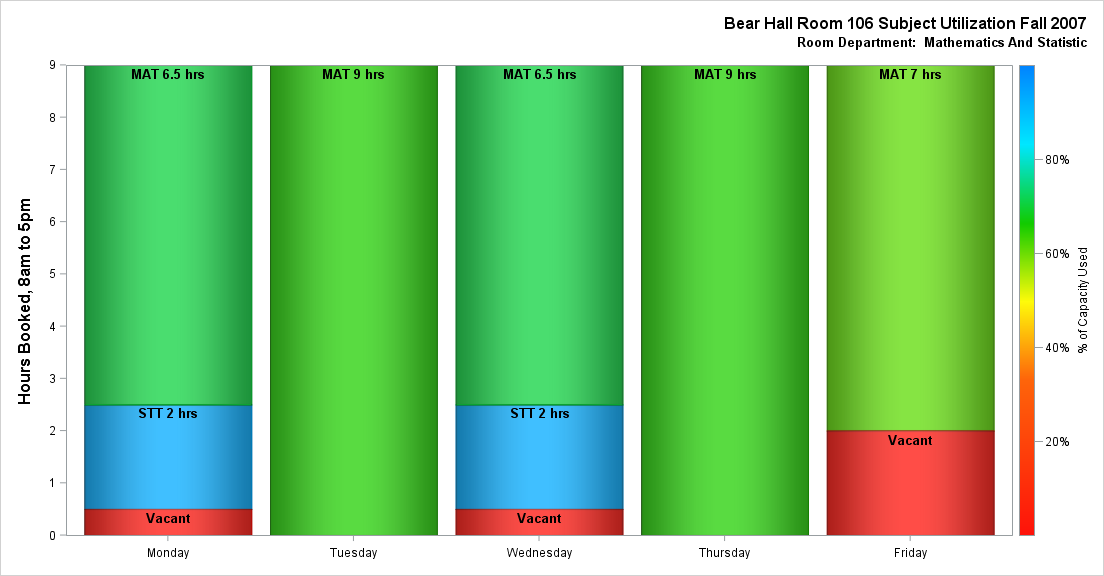 Bear Hall Room 106 Subject Utilization Fall 2007
Room Department:  Mathematics And Statistic
Hours Booked, 8am to 5pm
9
8
7
6
5
4
3
2
1
0
MAT 6.5 hrs
STT 2 hrs
Vacant
MAT 9 hrs
MAT 6.5 hrs
STT 2 hrs
Vacant
MAT 9 hrs
MAT 7 hrs
Vacant
Monday
Tuesday
Wednesday
Thursday
Friday
80%
60%
40%
20%
% of Capacity Used